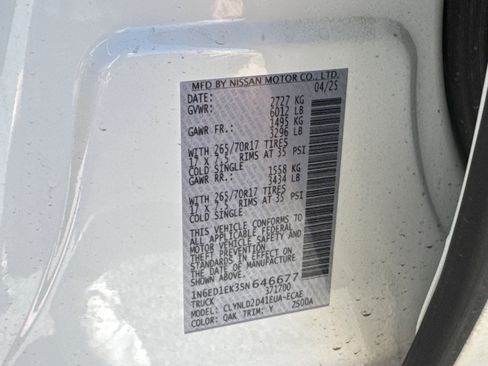 MFD BY NISSAN MOTOR CO., LTD.
DATE: 04/25
GVWR: 2727 KG
6012 LB
GAWR FR.: 1495 KG
3296 LB
WITH 265/70R17 TIRES
17 X 7.5 RIMS AT 35 PSI
COLD SINGLE
GAWR RR.: 1558 KG
3434 LB
WITH 265/70R17 TIRES
17 X 7.5 RIMS AT 35 PSI
COLD SINGLE
THIS VEHICLE CONFORMS TO
ALL APPLICABLE FEDERAL
MOTOR VEHICLE SAFETY AND
THEFT PREVENTION
STANDARDS IN EFFECT ON
THE DATE OF MANUFACTURE
1N6ED1EK3SN646677
TRUCK 371700
MODEL: CLYNLD2D41EUA-ECAE
COLOR: QAK TRIM: Y 2500A